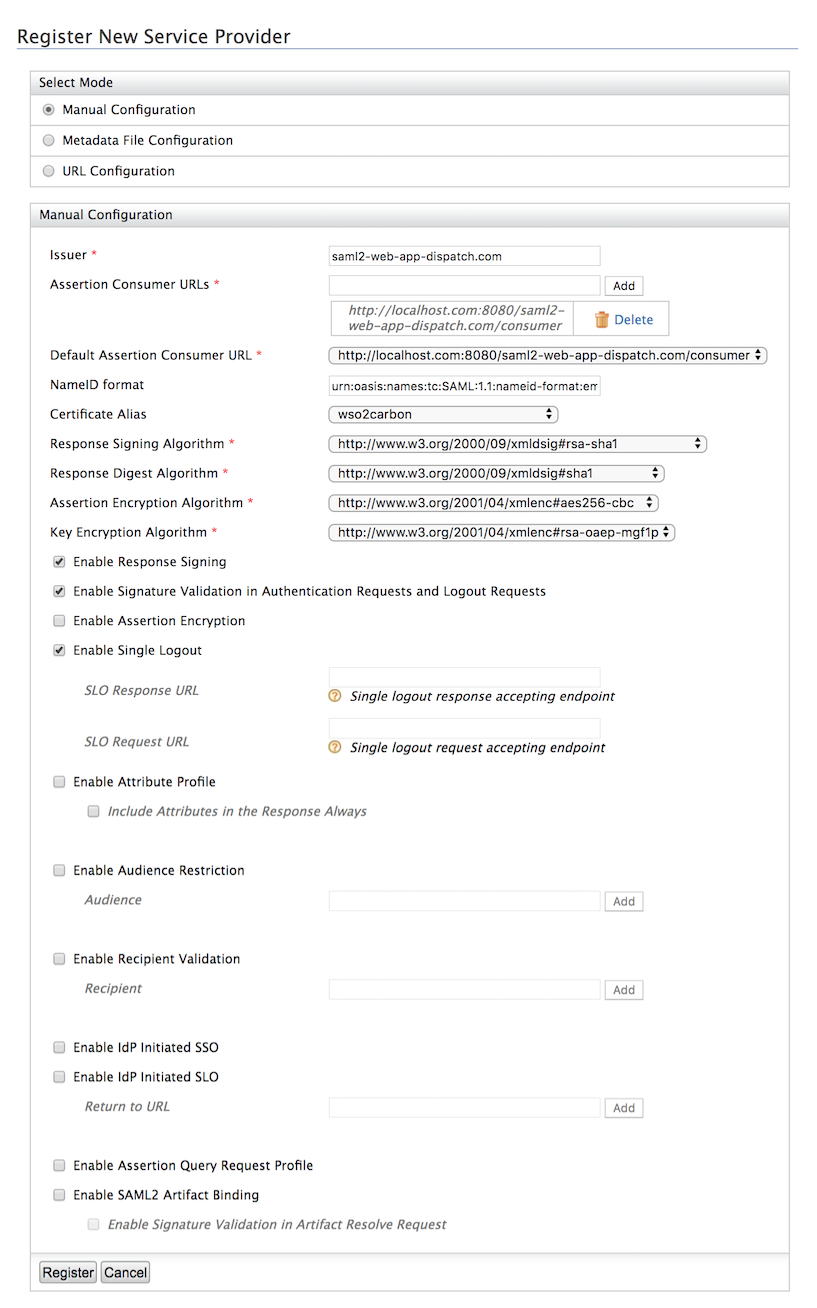 Register New Service Provider
Select Mode
Manual Configuration
Metadata File Configuration
URL Configuration
Manual Configuration
Issuer * saml2-web-app-dispatch.com
Assertion Consumer URLs * Add
http://localhost.com:8080/saml2-
web-app-dispatch.com/consumer Delete
Default Assertion Consumer URL * http://localhost.com:8080/saml2-web-app-dispatch.com/consumer
NameID format urn:oasis:names:tc:SAML:1.1:nameid-format:em
Certificate Alias wso2carbon
Response Signing Algorithm * http://www.w3.org/2000/09/xmldsig#rsa-sha1
Response Digest Algorithm * http://www.w3.org/2000/09/xmldsig#sha1
Assertion Encryption Algorithm * http://www.w3.org/2001/04/xmlenc#aes256-cbc
Key Encryption Algorithm * http://www.w3.org/2001/04/xmlenc#rsa-oaep-mgf1p
Enable Response Signing
Enable Signature Validation in Authentication Requests and Logout Requests
Enable Assertion Encryption
Enable Single Logout
SLO Response URL
? Single logout response accepting endpoint
SLO Request URL
? Single logout request accepting endpoint
Enable Attribute Profile
Include Attributes in the Response Always
Enable Audience Restriction
Audience Add
Enable Recipient Validation
Recipient Add
Enable IdP Initiated SSO
Enable IdP Initiated SLO
Return to URL Add
Enable Assertion Query Request Profile
Enable SAML2 Artifact Binding
Enable Signature Validation in Artifact Resolve Request
Register Cancel